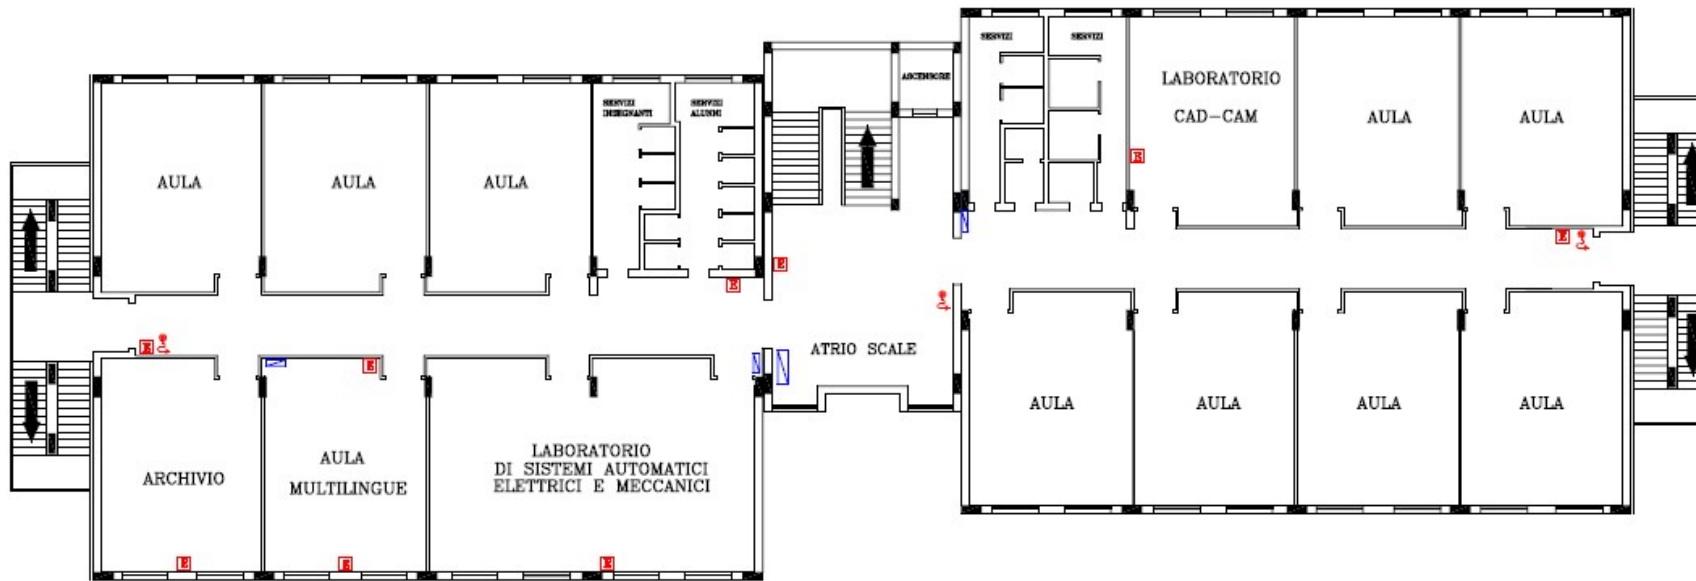 SERVIZI
SERVIZI
ASCENSORE
LABORATORIO
CAD-CAM
AULA
AULA
SERVIZI
INSEGNANTI
SERVIZI
ALUNNI
AULA
AULA
AULA
E
E
E
E
E
E
ATRIO SCALE
AULA
AULA
AULA
AULA
LABORATORIO
DI SISTEMI AUTOMATICI
ELETTRICI E MECCANICI
AULA
MULTILINGUE
ARCHIVIO
E
E
E